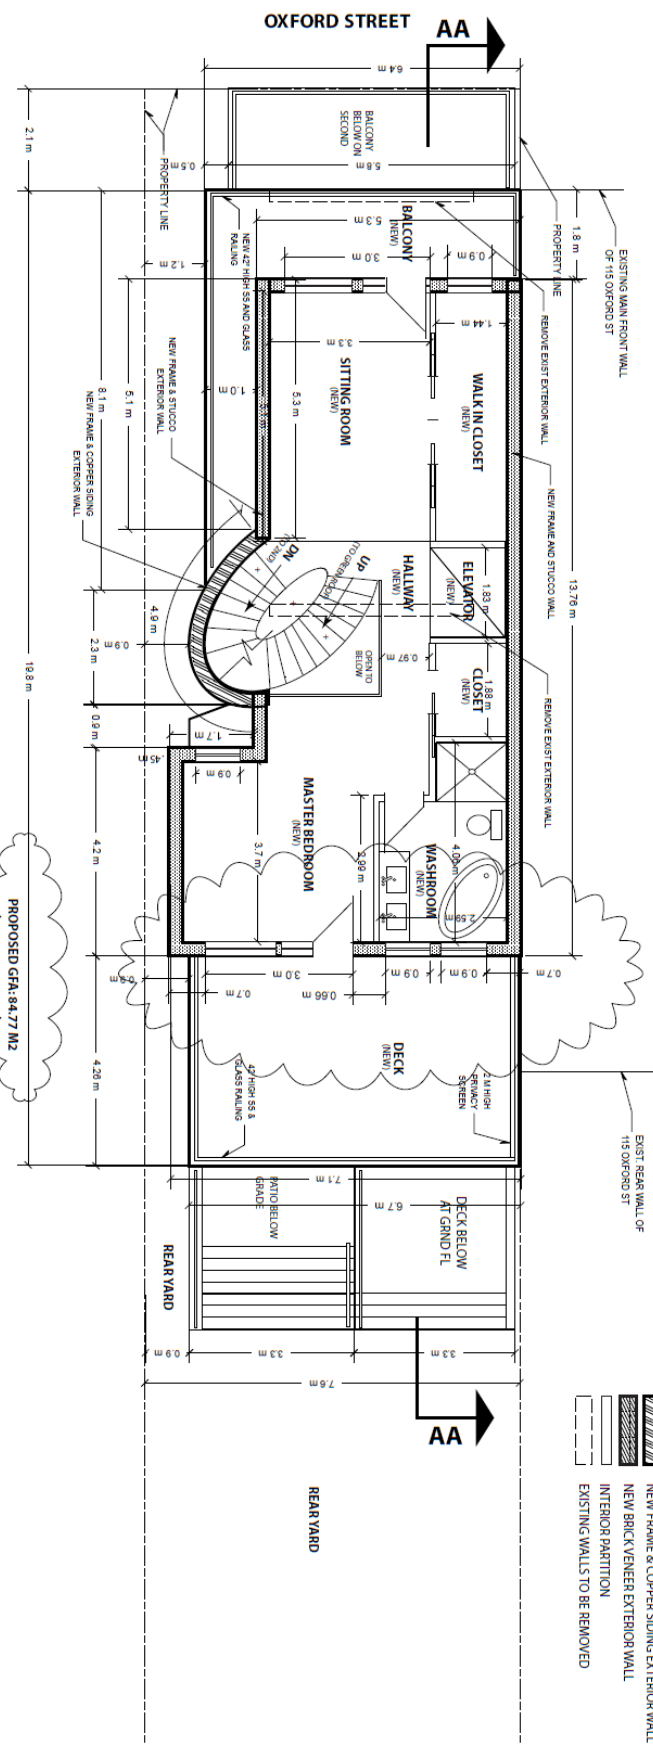 OXFORD STREET
AA
6.4 m
BALCONY
BELOW ON
SECOND
5.8 m
0.5 m
2.1 m
PROPERTY LINE
PROPERTY LINE
EXISTING MAIN FRONT WALL
OF 115 OXFORD ST
1.8 m
BALCONY
(NEW)
5.3 m
3.0 m
0.9 m
1.2 m
NEW 42" HIGH SS AND GLASS
RAILING
REMOVE EXIST EXTERIOR WALL
1.44 m
3.3 m
SITTING ROOM
(NEW)
WALK IN CLOSET
(NEW)
5.3 m
5.1 m
1.0 m
5.1 m
8.1 m
NEW FRAME & STUCCO
EXTERIOR WALL
NEW FRAME & COPPER SIDING
EXTERIOR WALL
NEW FRAME AND STUCCO WALL
13.76 m
DN
(TO 2ND)
UP
(TO GREEN ROOF)
HALLWAY
(NEW)
ELEVATOR
(NEW)
1.83 m
OPEN TO
BELOW
0.97 m
4.9 m
0.9 m
2.3 m
19.8 m
CLOSET
(NEW)
1.88 m
REMOVE EXIST EXTERIOR WALL
0.9 m
1.7 m
.45 m
0.9 m
MASTER BEDROOM
(NEW)
3.7 m
2.99 m
WASHROOM
(NEW)
4.06 m
2.59 m
4.2 m
3.0 m
0.9 m
0.9 m
0.7 m
0.7 m
0.66 m
PROPOSED GFA: 84.77 M2
DECK
(NEW)
4.26 m
42" HIGH SS &
GLASS RAILING
2 M HIGH
PRIVACY
SCREEN
EXIST. REAR WALL OF
115 OXFORD ST
7.1 m
6.7 m
PATIO BELOW
GRADE
DECK BELOW
AT GRND FL
REAR YARD
0.9 m
3.3 m
3.3 m
7.6 m
AA
REAR YARD
NEW FRAME & COPPER SIDING EXTERIOR WALL
NEW BRICK VENEER EXTERIOR WALL
INTERIOR PARTITION
EXISTING WALLS TO BE REMOVED